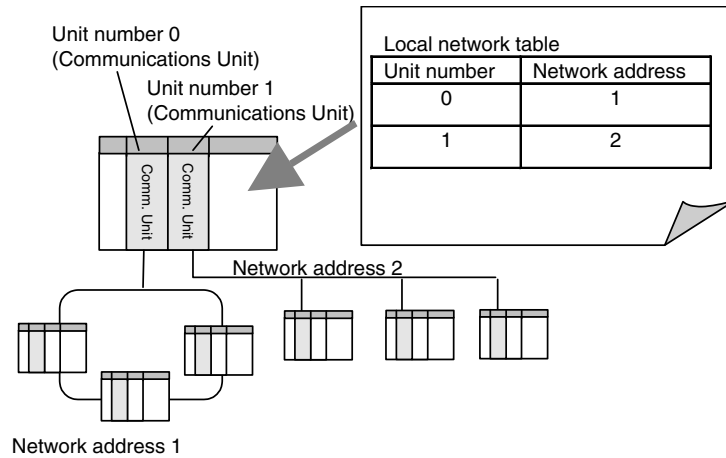 Unit number 0
(Communications Unit)
Unit number 1
(Communications Unit)
Comm. Unit
Comm. Unit
Local network table
Unit number Network address
0 1
1 2
Network address 2
Network address 1